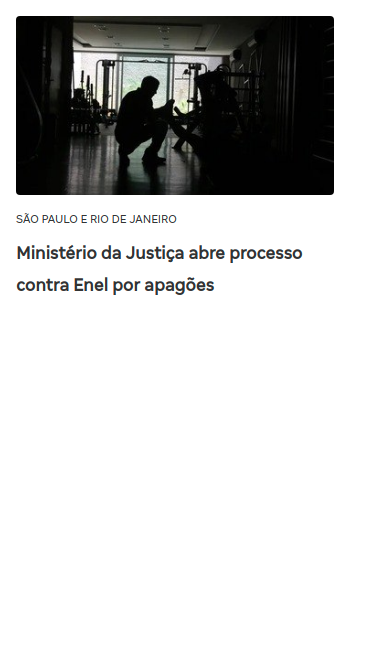 SÃO PAULO E RIO DE JANEIRO
Ministério da Justiça abre processo
contra Enel por apagões